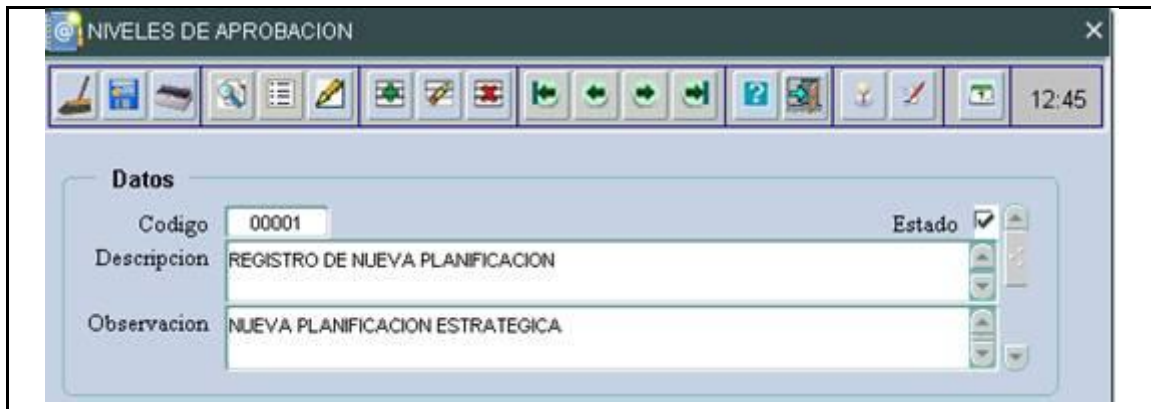 NIVELES DE APROBACION
12:45
Datos
Codigo 00001 Estado
Descripcion REGISTRO DE NUEVA PLANIFICACION
Observacion NUEVA PLANIFICACION ESTRATEGICA